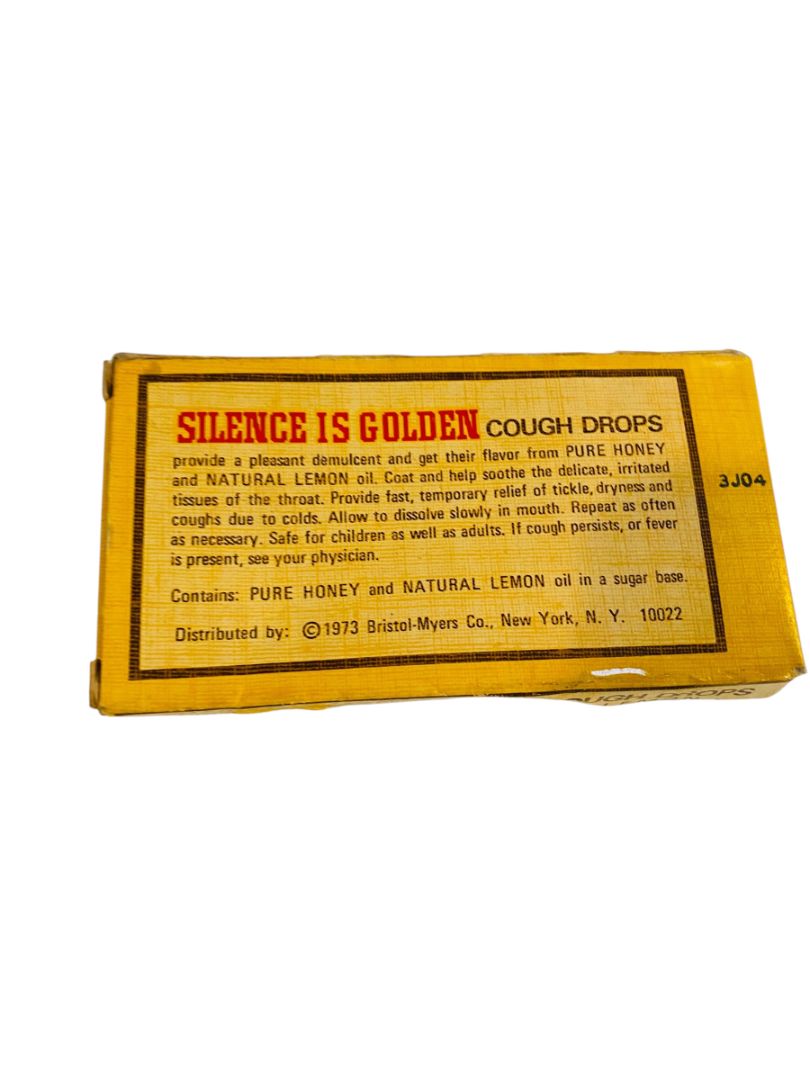 SILENCE IS GOLDEN COUGH DROPS
provide a pleasant demulcent and get their flavor from PURE HONEY
and NATURAL LEMON oil. Coat and help soothe the delicate, irritated
tissues of the throat. Provide fast, temporary relief of tickle, dryness and
coughs due to colds. Allow to dissolve slowly in mouth. Repeat as often
as necessary. Safe for children as well as adults. If cough persists, or fever
is present, see your physician.
Contains: PURE HONEY and NATURAL LEMON oil in a sugar base.
Distributed by: ©1973 Bristol-Myers Co., New York, N. Y. 10022
3J04
DROPS